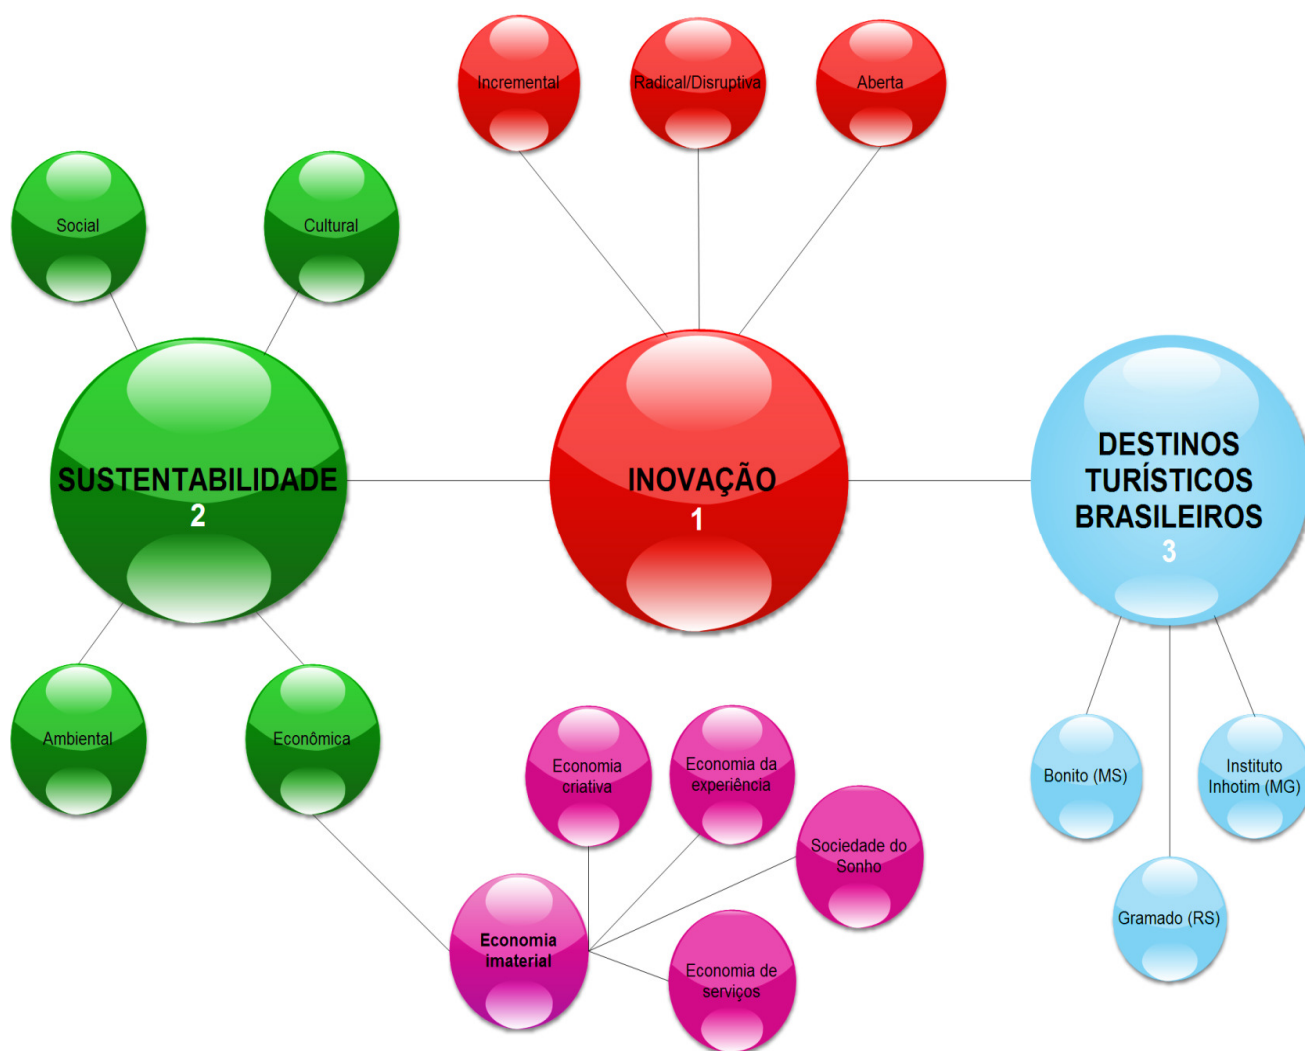 Incremental
Radical/Disruptiva
Aberta
Social
Cultural
SUSTENTABILIDADE
2
INOVAÇÃO
1
DESTINOS
TURÍSTICOS
BRASILEIROS
3
Ambiental
Econômica
Economia
criativa
Economia da
experiência
Sociedade do
Sonho
Economia
imaterial
Economia de
serviços
Bonito (MS)
Instituto
Inhotim (MG)
Gramado (RS)